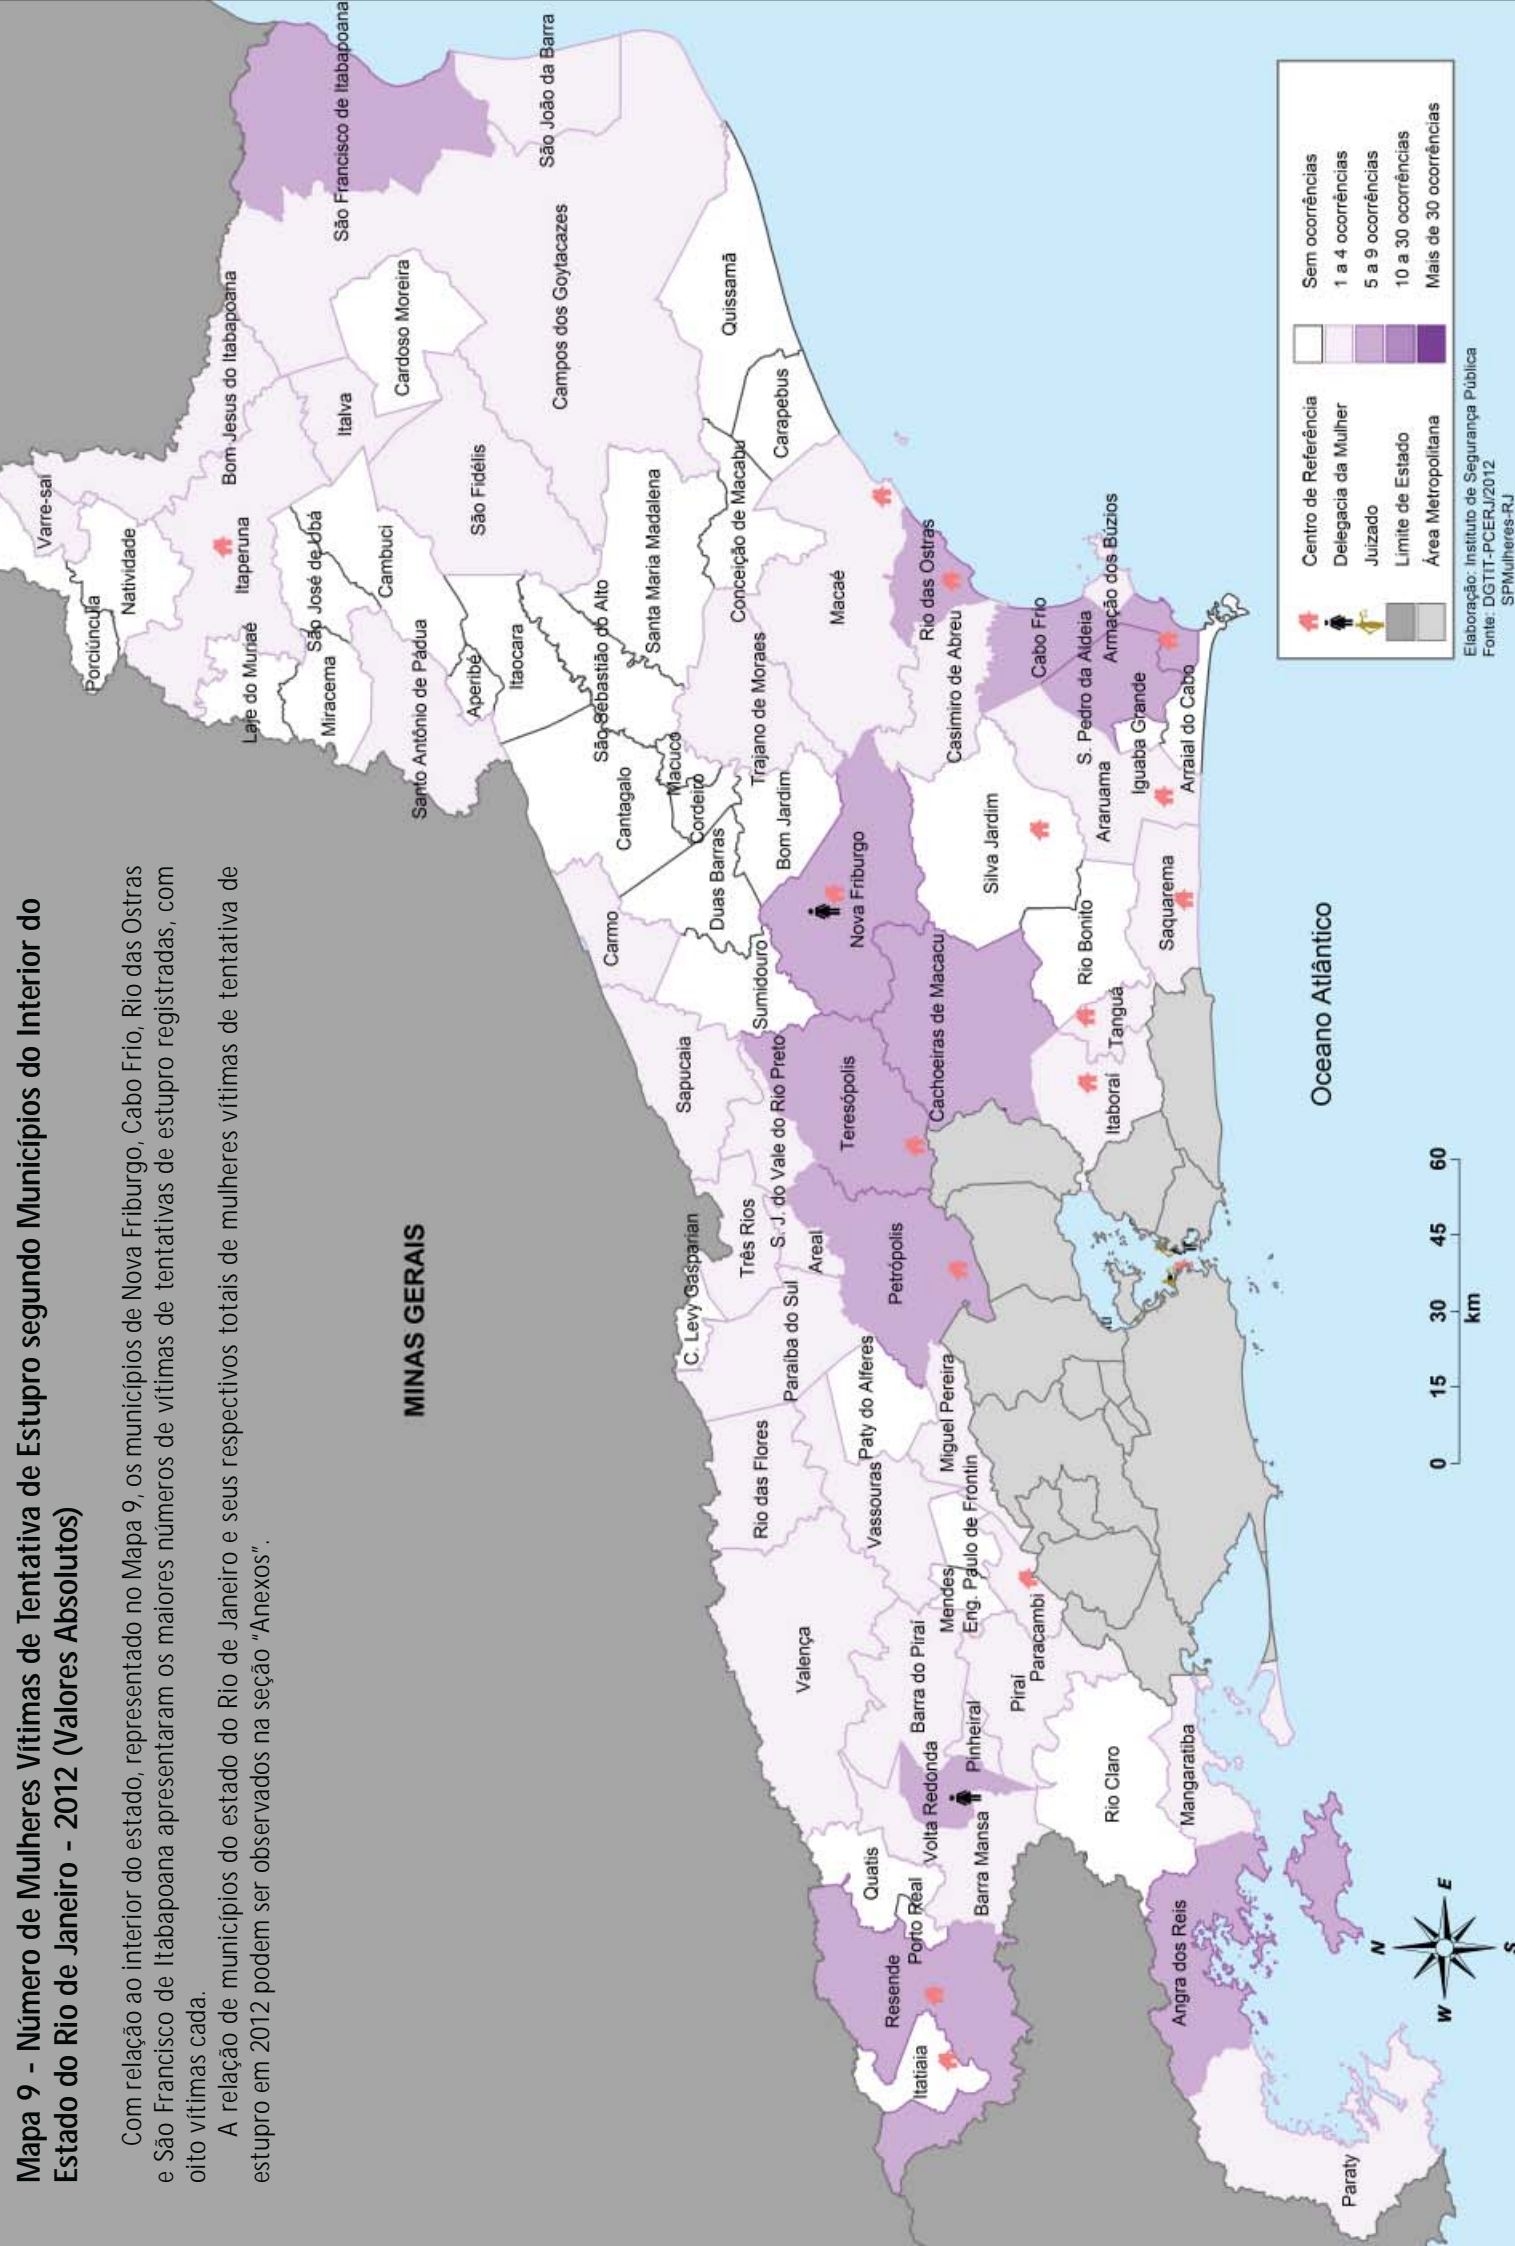 Mapa 9 - Número de Mulheres Vítimas de Tentativa de Estupro segundo Municípios do Interior do
Estado do Rio de Janeiro - 2012 (Valores Absolutos)
Com relação ao interior do estado, representado no Mapa 9, os municípios de Nova Friburgo, Cabo Frio, Rio das Ostras
e São Francisco de Itabapoana apresentaram os maiores números de vítimas de tentativas de estupro registradas, com
oito vítimas cada.
A relação de municípios do estado do Rio de Janeiro e seus respectivos totais de mulheres vítimas de tentativa de
estupro em 2012 podem ser observados na seção "Anexos".
MINAS GERAIS
Varre-sai
Porciúncula
Natividade
Bom Jesus do Itabapoana
Itaperuna
Laje do Muriaé
São José de Ubá
Miracema
Italva
Cambuci
Santo Antônio de Pádua
Aperibé
Itaocara
São Fidélis
Cardoso Moreira
São Francisco de Itabapoana
São João da Barra
Campos dos Goytacazes
Quissamã
Carapebus
Conceição de Macabu
Santa Maria Madalena
São Sebastião do Alto
Trajano de Moraes
Macaé
Macuco
Cordeiro
Cantagalo
Bom Jardim
Duas Barras
Carmo
Sumidouro
Nova Friburgo
Rio das Ostras
Casimiro de Abreu
Cabo Frio
Armação dos Búzios
S. Pedro da Aldeia
Iguaba Grande
Arraial do Cabo
Araruama
Silva Jardim
Saquarema
Rio Bonito
Tanguá
Itaboraí
Cachoeiras de Macacu
Teresópolis
Sapucaia
S. J. do Vale do Rio Preto
Três Rios
Areal
Petrópolis
C. Levy Gasparian
Paraíba do Sul
Paty do Alferes
Miguel Pereira
Rio das Flores
Vassouras
Eng. Paulo de Frontin
Mendes
Paracambi
Valença
Barra do Piraí
Piraí
Pinheiral
Volta Redonda
Barra Mansa
Rio Claro
Mangaratiba
Quatis
Porto Real
Resende
Itatiaia
Angra dos Reis
Paraty
Oceano Atlântico
0 15 30 45 60
km
N
W E
S
Centro de Referência
Delegacia da Mulher
Juizado
Limite de Estado
Área Metropolitana
Sem ocorrências
1 a 4 ocorrências
5 a 9 ocorrências
10 a 30 ocorrências
Mais de 30 ocorrências
Elaboração: Instituto de Segurança Pública
Fonte: DGTIT-PCERJ/2012
SPMulheres-RJ